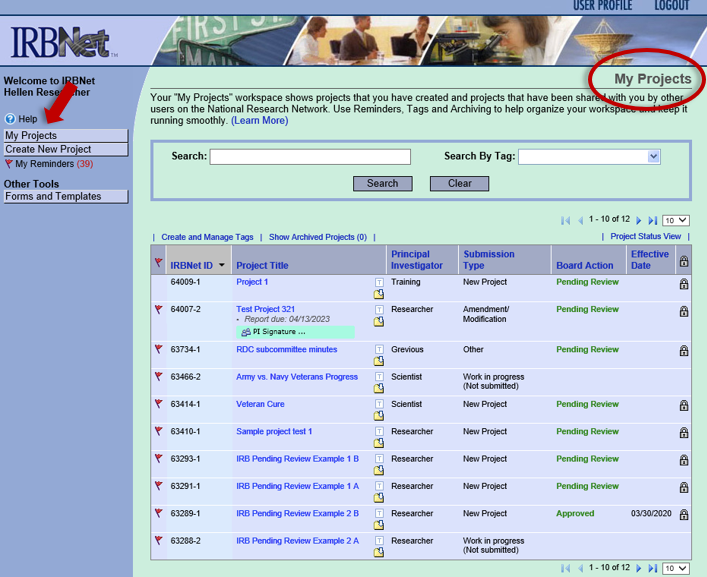 USER PROFILE LOGOUT
FIRST ST
MAIN
IRBNet™
My Projects
Welcome to IRBNet
Hellen Researcher
Help
My Projects
Create New Project
My Reminders (39)
Other Tools
Forms and Templates
Your "My Projects" workspace shows projects that you have created and projects that have been shared with you by other
users on the National Research Network. Use Reminders, Tags and Archiving to help organize your workspace and keep it
running smoothly. (Learn More)
Search: Search By Tag:
Search Clear
1 - 10 of 12 10
| Create and Manage Tags | Show Archived Projects (0) | | Project Status View |
IRBNet ID Project Title Principal Investigator Submission Type Board Action Effective Date
64009-1 Project 1 T Training New Project Pending Review
64007-2 Test Project 321 T Researcher Amendment/ Pending Review
- Report due: 04/13/2023 Modification
PI Signature ...
63734-1 RDC subcommittee minutes T Grevious Other Pending Review
63466-2 Army vs. Navy Veterans Progress T Scientist Work in progress
(Not submitted)
63414-1 Veteran Cure T Scientist New Project Pending Review
63410-1 Sample project test 1 T Researcher New Project Pending Review
63293-1 IRB Pending Review Example 1 B T Researcher New Project Pending Review
63291-1 IRB Pending Review Example 1 A T Researcher New Project Pending Review
63289-1 IRB Pending Review Example 2 B T Researcher New Project Approved 03/30/2020
63288-2 IRB Pending Review Example 2 A T Researcher Work in progress
(Not submitted)
1 - 10 of 12 10